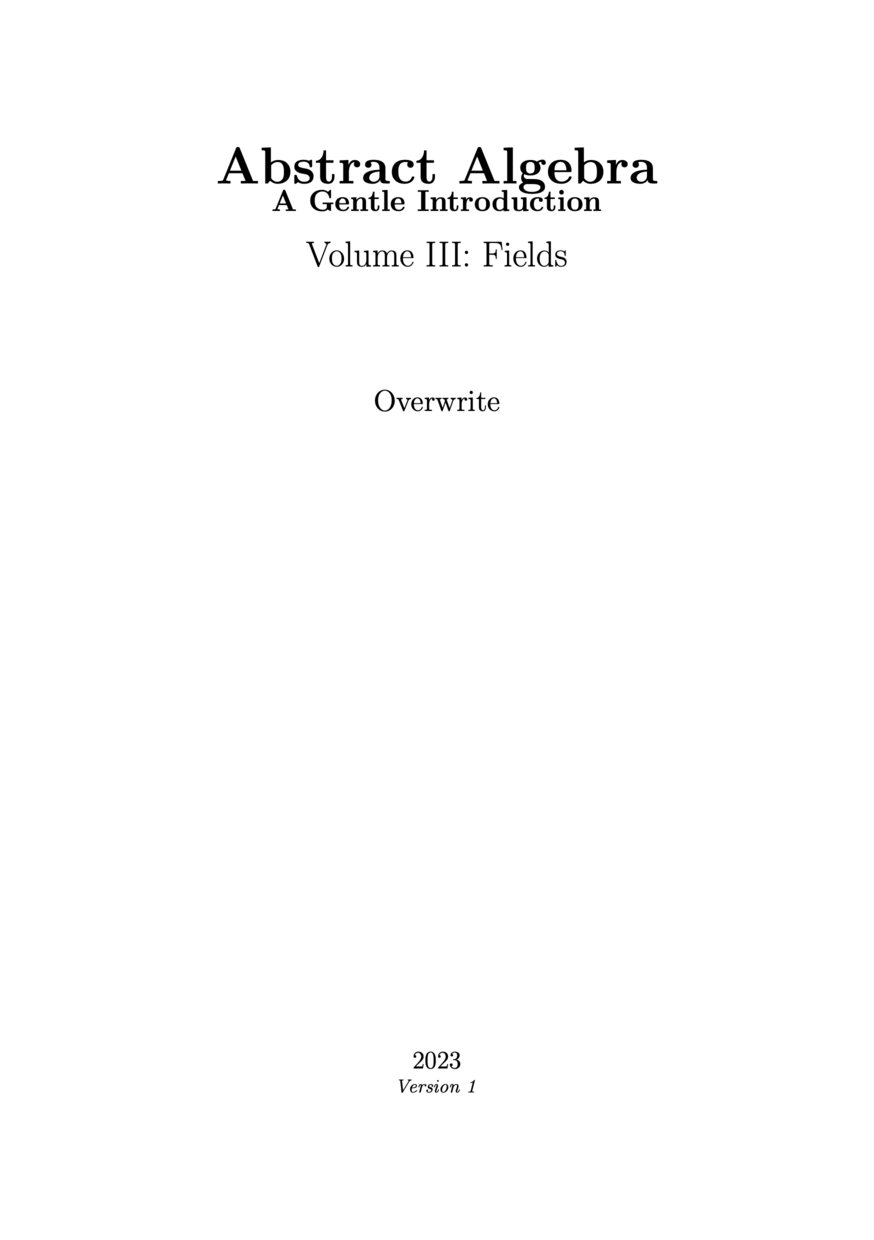 Abstract Algebra
A Gentle Introduction
Volume III: Fields
Overwrite
2023
Version 1